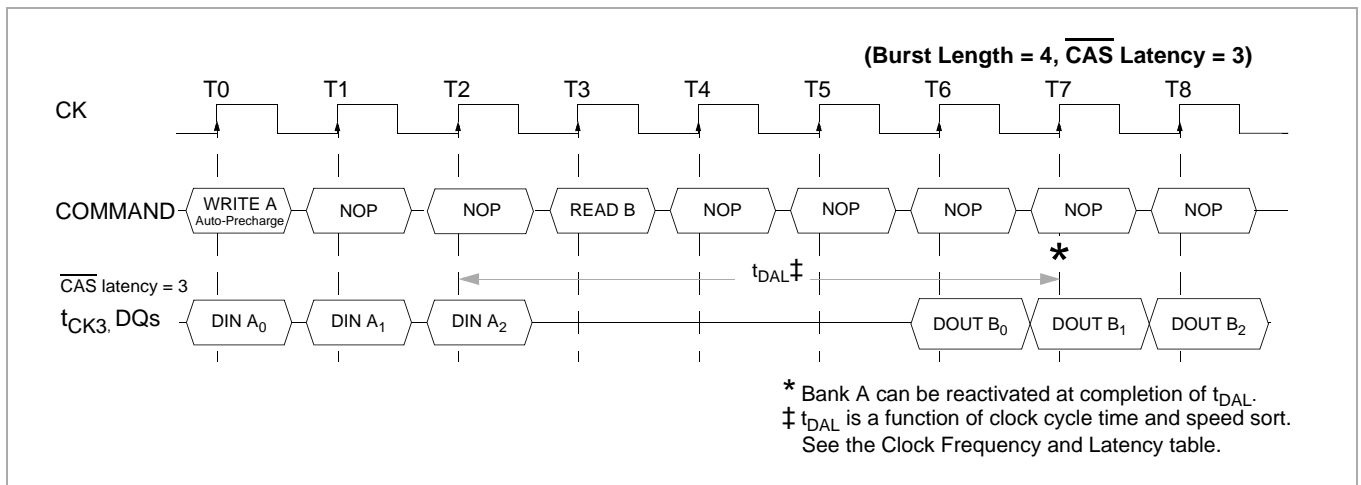 (Burst Length = 4, CAS Latency = 3)
T0 T1 T2 T3 T4 T5 T6 T7 T8
CK
COMMAND WRITE A Auto-Precharge NOP NOP READ B NOP NOP NOP NOP NOP
*
tDAL‡
CAS latency = 3
tCK3, DQs DIN A0 DIN A1 DIN A2 DOUT B0 DOUT B1 DOUT B2
* Bank A can be reactivated at completion of tDAL.
‡ tDAL is a function of clock cycle time and speed sort.
See the Clock Frequency and Latency table.